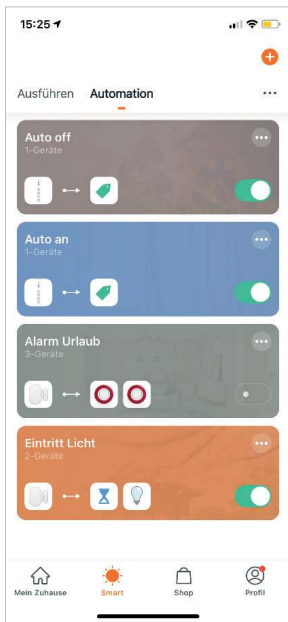 15:25
Ausführen Automation
Auto off
1-Geräte
Auto an
1-Geräte
Alarm Urlaub
3-Geräte
Eintritt Licht
2-Geräte
Mein Zuhause Smart Shop Profil